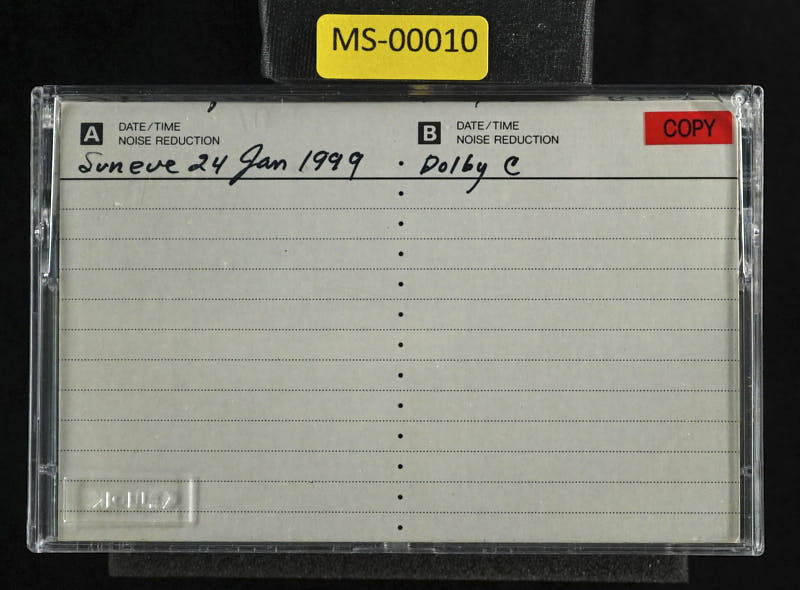 MS-00010
A DATE/TIME
NOISE REDUCTION
B DATE/TIME
NOISE REDUCTION
COPY
Sun eve 24 Jan 1999 · Dolby C